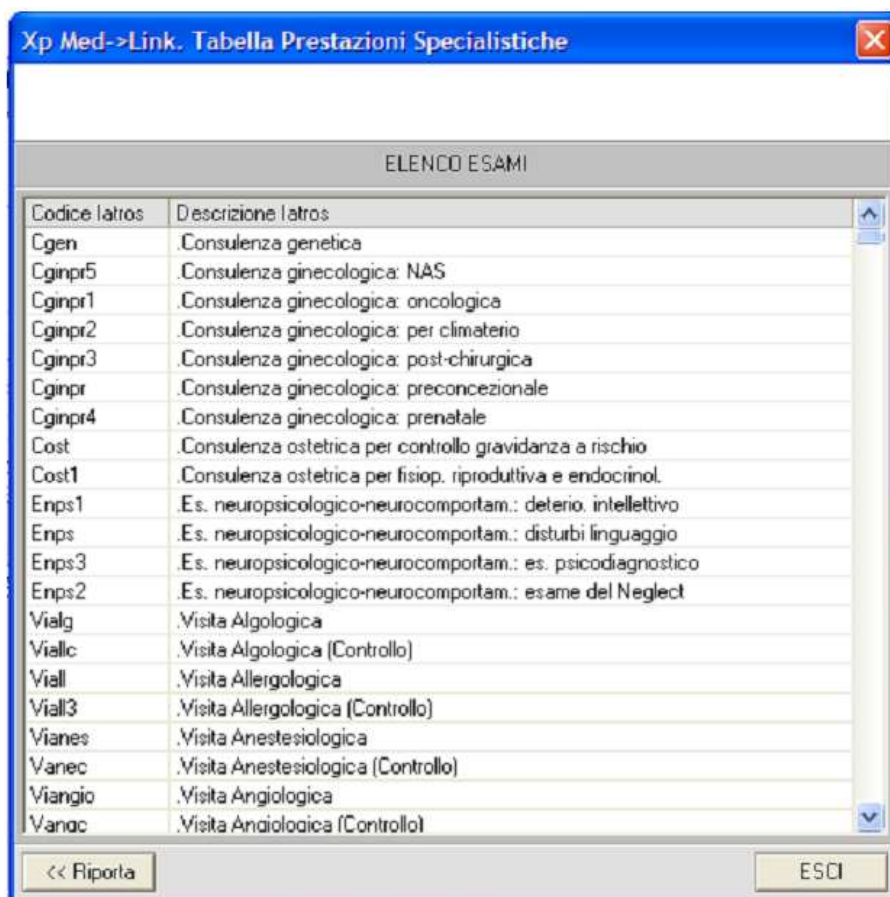 Xp Med->Link. Tabella Prestazioni Specialistiche
ELENCO ESAMI
Codice Iatros Descrizione Iatros
Cgen .Consulenza genetica
Cginpr5 .Consulenza ginecologica: NAS
Cginpr1 .Consulenza ginecologica: oncologica
Cginpr2 .Consulenza ginecologica: per climaterio
Cginpr3 .Consulenza ginecologica: post-chirurgica
Cginpr .Consulenza ginecologica: preconcezionale
Cginpr4 .Consulenza ginecologica: prenatale
Cost .Consulenza ostetrica per controllo gravidanza a rischio
Cost1 .Consulenza ostetrica per fisiop. riproduttiva e endocrinol.
Enps1 .Es. neuropsicologico-neurocomportam.: deterio. intellettivo
Enps .Es. neuropsicologico-neurocomportam.: disturbi linguaggio
Enps3 .Es. neuropsicologico-neurocomportam.: es. psicodiagnostico
Enps2 .Es. neuropsicologico-neurocomportam.: esame del Neglect
Vialg .Visita Algologica
Viallc .Visita Algologica (Controllo)
Viall .Visita Allergologica
Viall3 .Visita Allergologica (Controllo)
Vianes .Visita Anestesiologica
Vanec .Visita Anestesiologica (Controllo)
Viangio .Visita Angiologica
Vangc .Visita Angiologica (Controllo)
<< Riporta ESCI